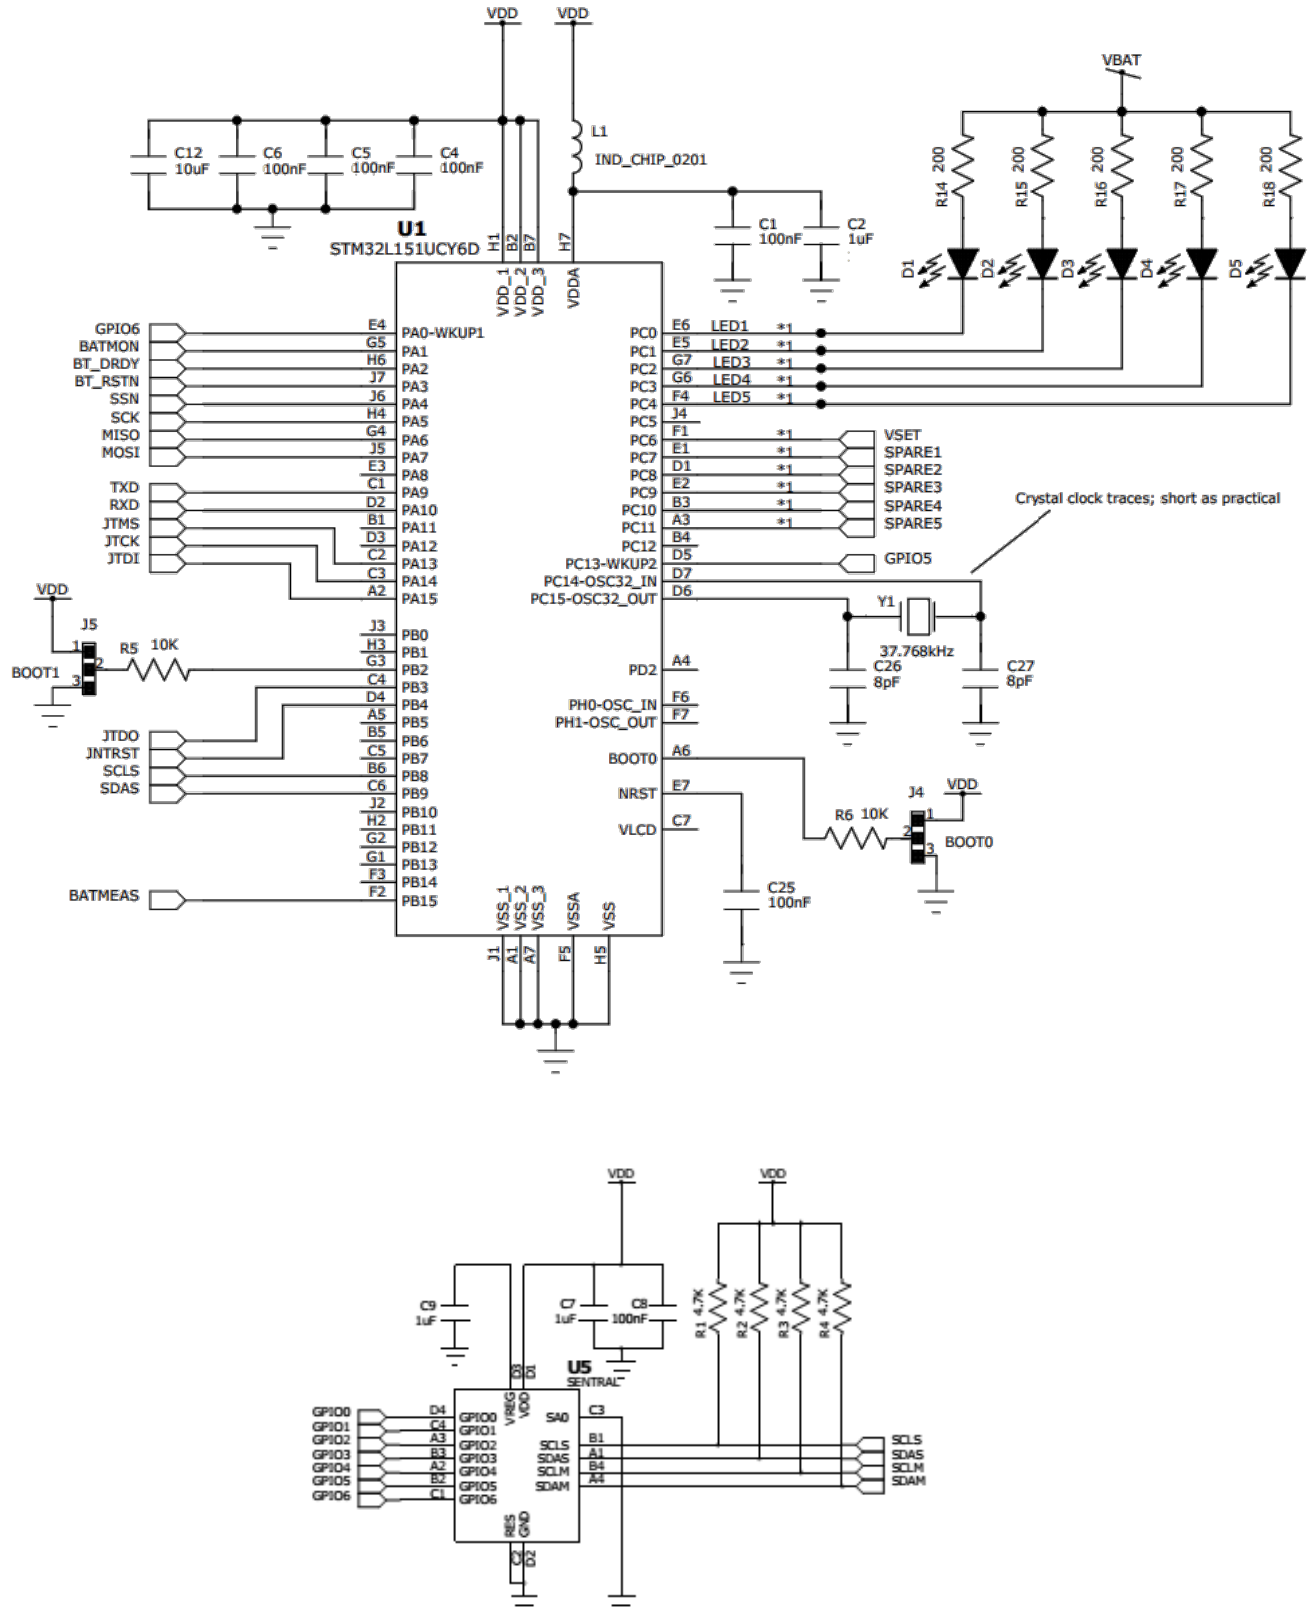 VDD VDD
VBAT
L1
IND_CHIP_0201
C12
10uF
C6
100nF
C5
100nF
C4
100nF
C1
100nF
C2
1uF
R14 200
R15 200
R16 200
R17 200
R18 200
D1
D2
D3
D4
D5
U1
STM32L151UCY6D
H1
B2
B7
H7
VDD_1
VDD_2
VDD_3
VDDA
GPIO6 E4 PA0-WKUP1
BATMON G5 PA1
BT_DRDY H6 PA2
BT_RSTN J7 PA3
SSN J6 PA4
SCK H4 PA5
MISO G4 PA6
MOSI J5 PA7
E3 PA8
TXD C1 PA9
RXD D2 PA10
JTMS B1 PA11
JTCK D3 PA12
JTDI C2 PA13
C3 PA14
A2 PA15
VDD
J5
1
2
3
BOOT1
R5 10K
J3 PB0
H3 PB1
G3 PB2
C4 PB3
D4 PB4
A5 PB5
JTDO B5 PB6
JNTRST C5 PB7
SCLS B6 PB8
SDAS C6 PB9
J2 PB10
H2 PB11
G2 PB12
G1 PB13
F3 PB14
BATMEAS F2 PB15
PC0 E6 LED1 *1
PC1 E5 LED2 *1
PC2 G7 LED3 *1
PC3 G6 LED4 *1
PC4 F4 LED5 *1
PC5 J4
PC6 F1 *1 VSET
PC7 E1 *1 SPARE1
PC8 D1 *1 SPARE2
PC9 E2 *1 SPARE3
PC10 B3 *1 SPARE4
PC11 A3 *1 SPARE5
PC12 B4
PC13-WKUP2 D5 GPIO5
PC14-OSC32_IN D7
PC15-OSC32_OUT D6
Crystal clock traces; short as practical
Y1
37.768kHz
C26
8pF
C27
8pF
PD2 A4
PH0-OSC_IN F6
PH1-OSC_OUT F7
BOOT0 A6
NRST E7
VLCD C7
R6 10K
J4
VDD
1
2
3
BOOT0
C25
100nF
VSS_1
VSS_2
VSS_3
VSSA
VSS
J1
A1
A7
F5
H5
VDD VDD
C9
1uF
C7
1uF
C8
100nF
R1 4.7K
R2 4.7K
R3 4.7K
R4 4.7K
U5
SENTRAL
D3
D1
VREG
VDD
GPIO0 D4 GPIO0
GPIO1 C4 GPIO1
GPIO2 A3 GPIO2
GPIO3 B3 GPIO3
GPIO4 A2 GPIO4
GPIO5 B2 GPIO5
GPIO6 C1 GPIO6
SA0 C3
SCLS B1 SCLS
SDAS A1 SDAS
SCLM B4 SCLM
SDAM A4 SDAM
RES
GND
C2
D2